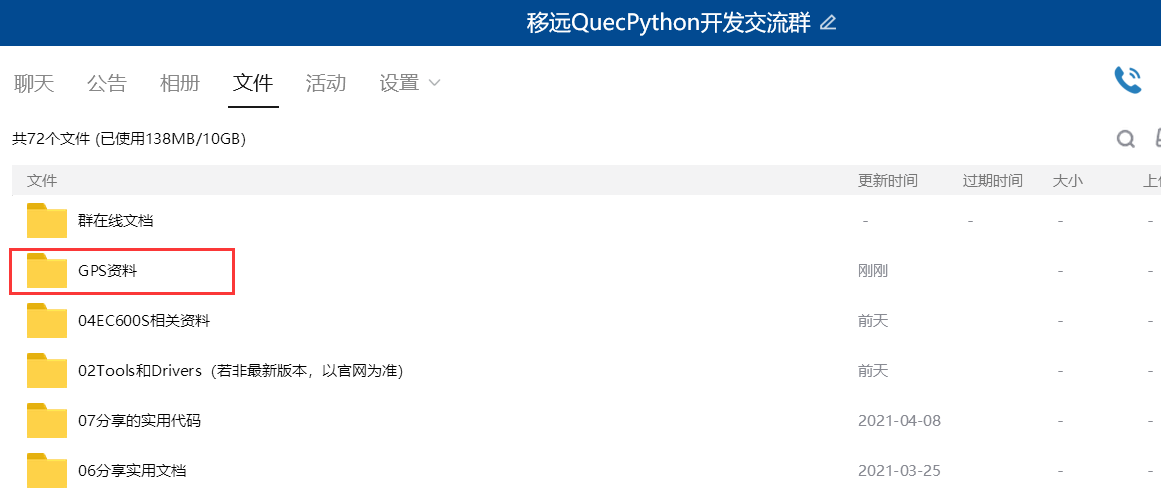 移远QuecPython开发交流群
聊天 公告 相册 文件 活动 设置
共72个文件 (已使用138MB/10GB)
文件 更新时间 过期时间 大小 上
群在线文档 - - - -
GPS资料 刚刚 - -
04EC600S相关资料 前天 - -
02Tools和Drivers（若非最新版本，以官网为准） 前天 - -
07分享的实用代码 2021-04-08 - -
06分享实用文档 2021-03-25 - -